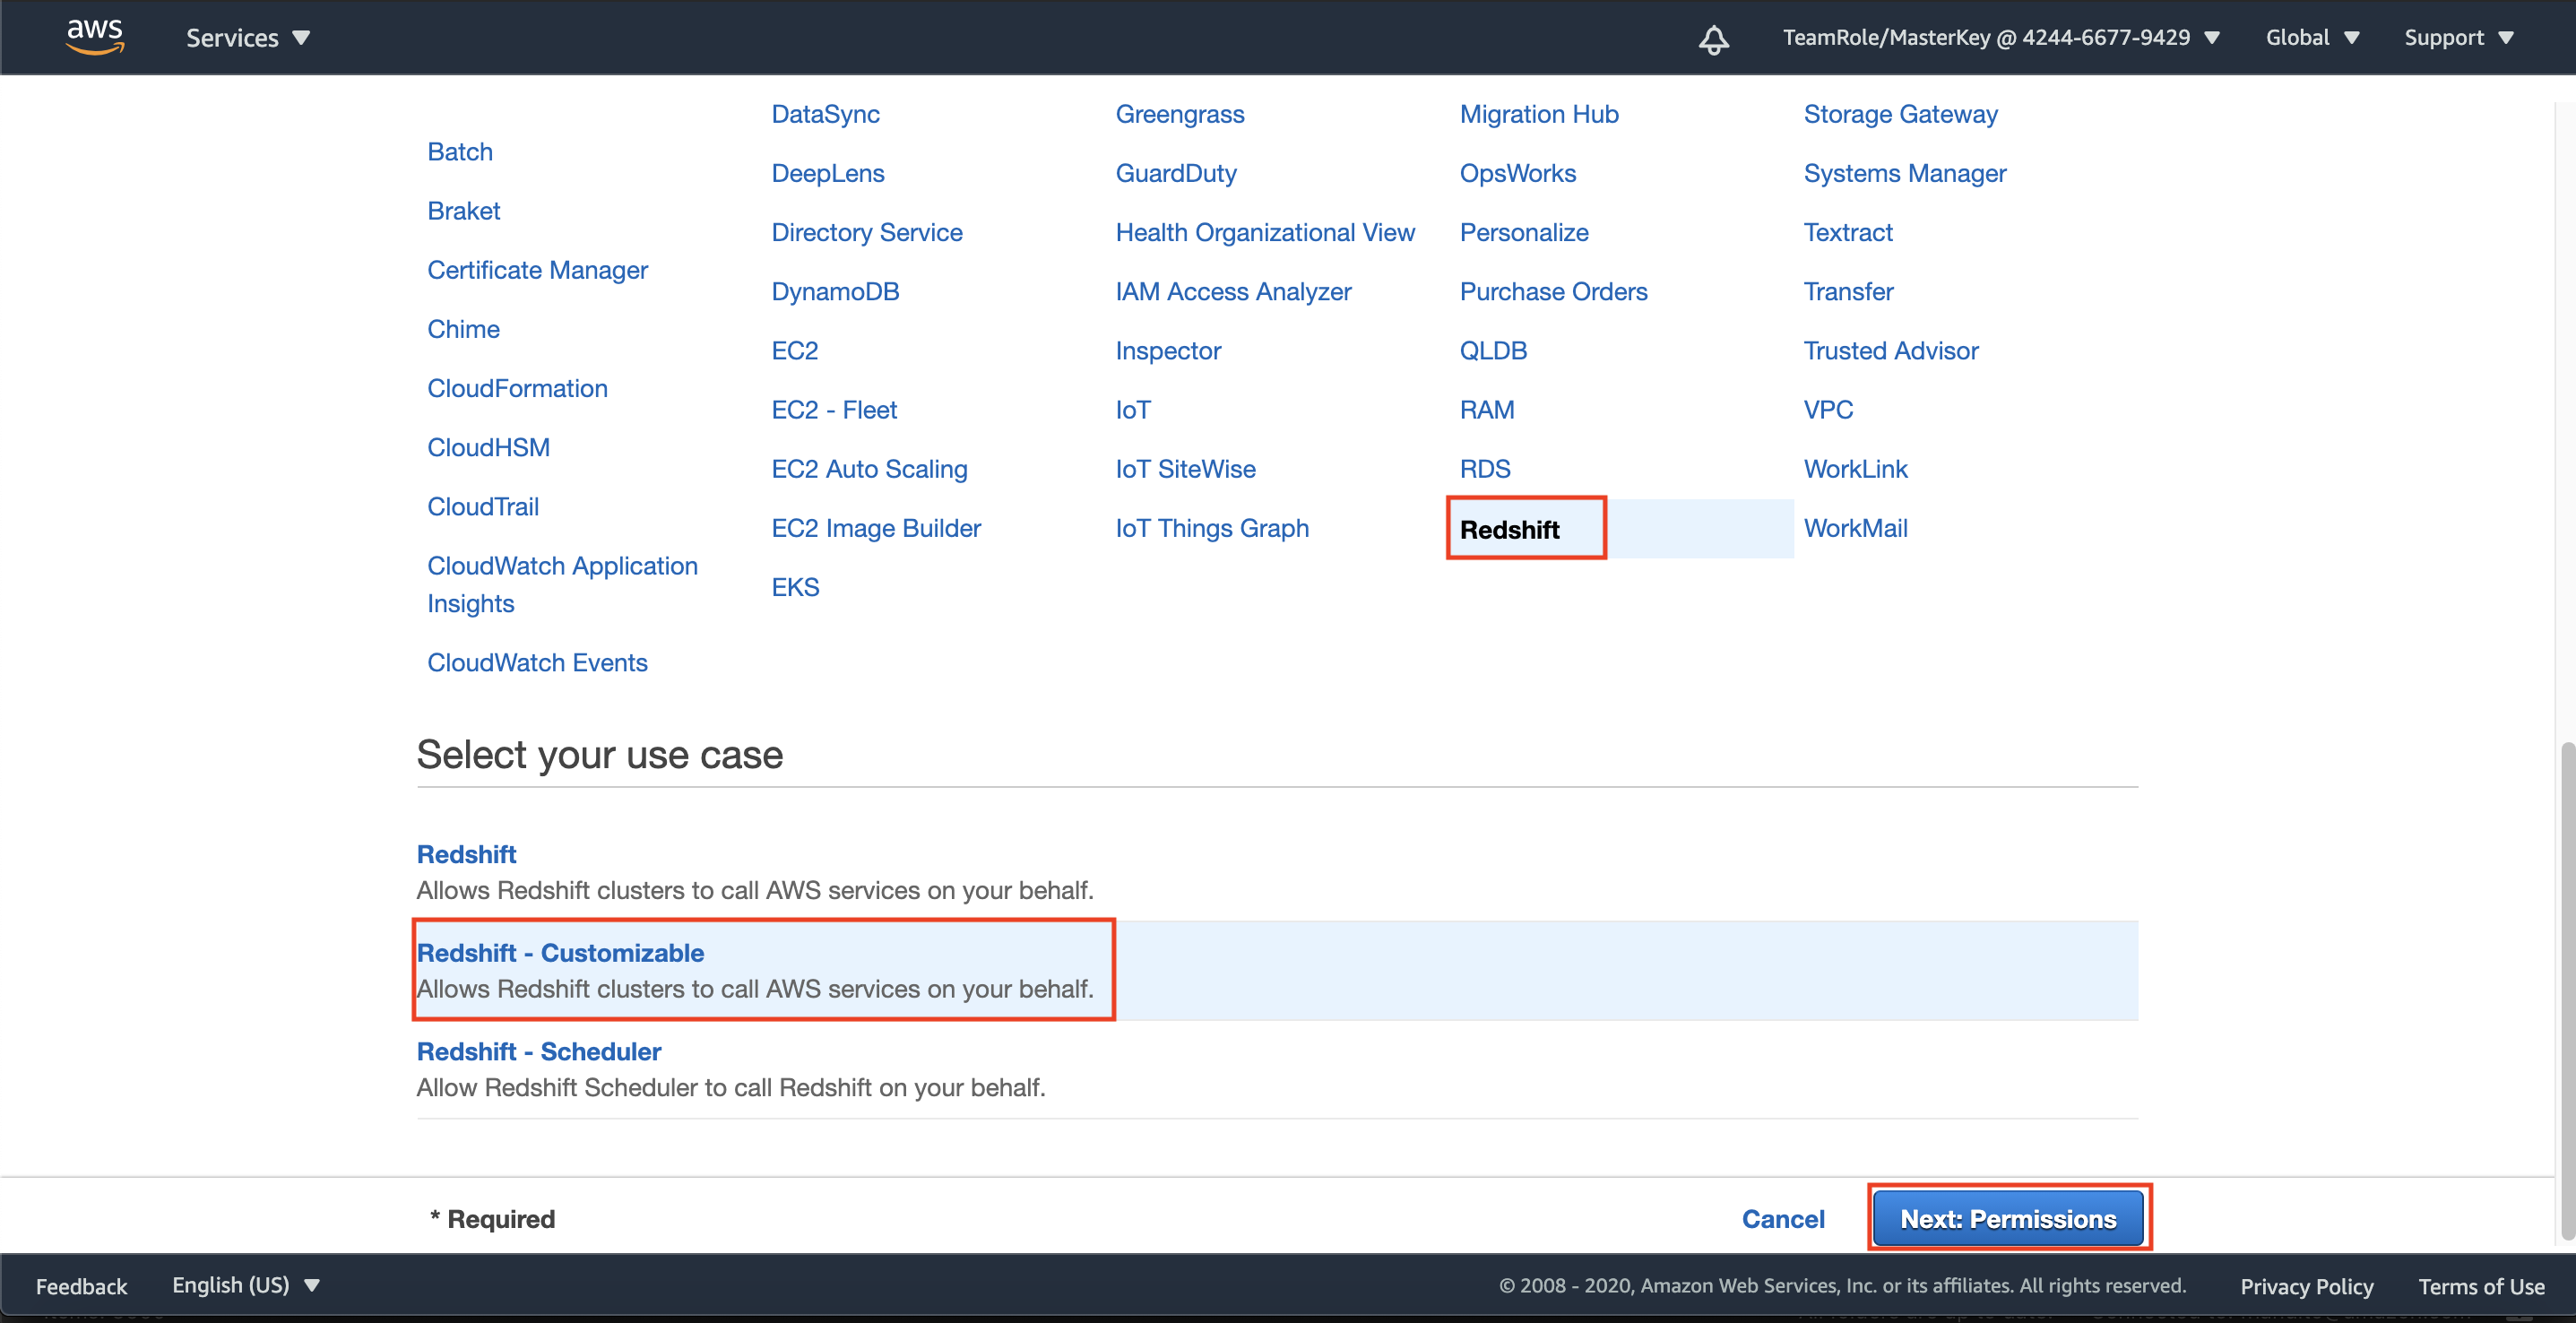 aws
Services
TeamRole/MasterKey @ 4244-6677-9429
Global
Support
Batch
Braket
Certificate Manager
Chime
CloudFormation
CloudHSM
CloudTrail
CloudWatch Application
Insights
CloudWatch Events
DataSync
DeepLens
Directory Service
DynamoDB
EC2
EC2 - Fleet
EC2 Auto Scaling
EC2 Image Builder
EKS
Greengrass
GuardDuty
Health Organizational View
IAM Access Analyzer
Inspector
IoT
IoT SiteWise
IoT Things Graph
Migration Hub
OpsWorks
Personalize
Purchase Orders
QLDB
RAM
RDS
Redshift
Storage Gateway
Systems Manager
Textract
Transfer
Trusted Advisor
VPC
WorkLink
WorkMail
Select your use case
Redshift
Allows Redshift clusters to call AWS services on your behalf.
Redshift - Customizable
Allows Redshift clusters to call AWS services on your behalf.
Redshift - Scheduler
Allow Redshift Scheduler to call Redshift on your behalf.
* Required
Cancel
Next: Permissions
Feedback
English (US)
© 2008 - 2020, Amazon Web Services, Inc. or its affiliates. All rights reserved.
Privacy Policy
Terms of Use